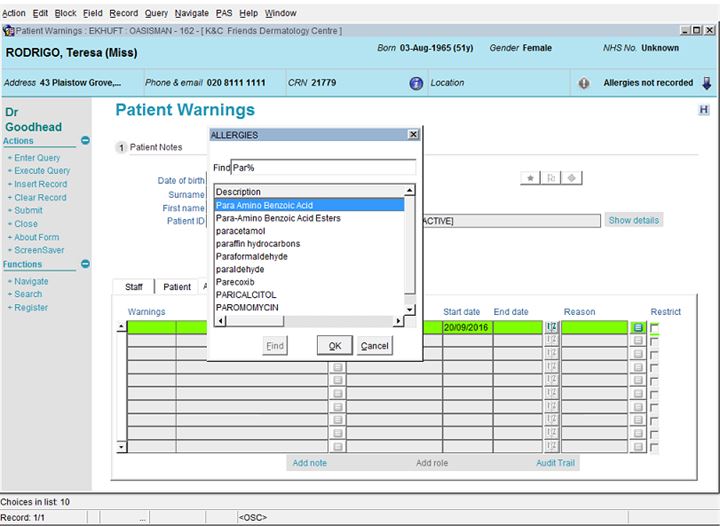 Action Edit Block Field Record Query Navigate PAS Help Window
Patient Warnings : EKHUFT : OASISMAN - 162 - [ K&C Friends Dermatology Centre ]
RODRIGO, Teresa (Miss)
Born 03-Aug-1965 (51y) Gender Female NHS No. Unknown
Address 43 Plaistow Grove,... Phone & email 020 8111 1111 CRN 21779 Location Allergies not recorded
Dr
Goodhead
Actions
+ Enter Query
+ Execute Query
+ Insert Record
+ Clear Record
+ Submit
+ Close
+ About Form
+ ScreenSaver
Functions
+ Navigate
+ Search
+ Register
Patient Warnings
H
1 Patient Notes
Date of birth
Surname
First name
Patient ID
ACTIVE]
Show details
ALLERGIES
Find Par%
Description
Para Amino Benzoic Acid
Para-Amino Benzoic Acid Esters
paracetamol
paraffin hydrocarbons
Paraformaldehyde
paraldehyde
Parecoxib
PARICALCITOL
PAROMOMYCIN
Find OK Cancel
Staff Patient A
Warnings Start date End date Reason Restrict
20/09/2016
Add note Add role Audit Trail
Choices in list: 10
Record: 1/1 ... <OSC>